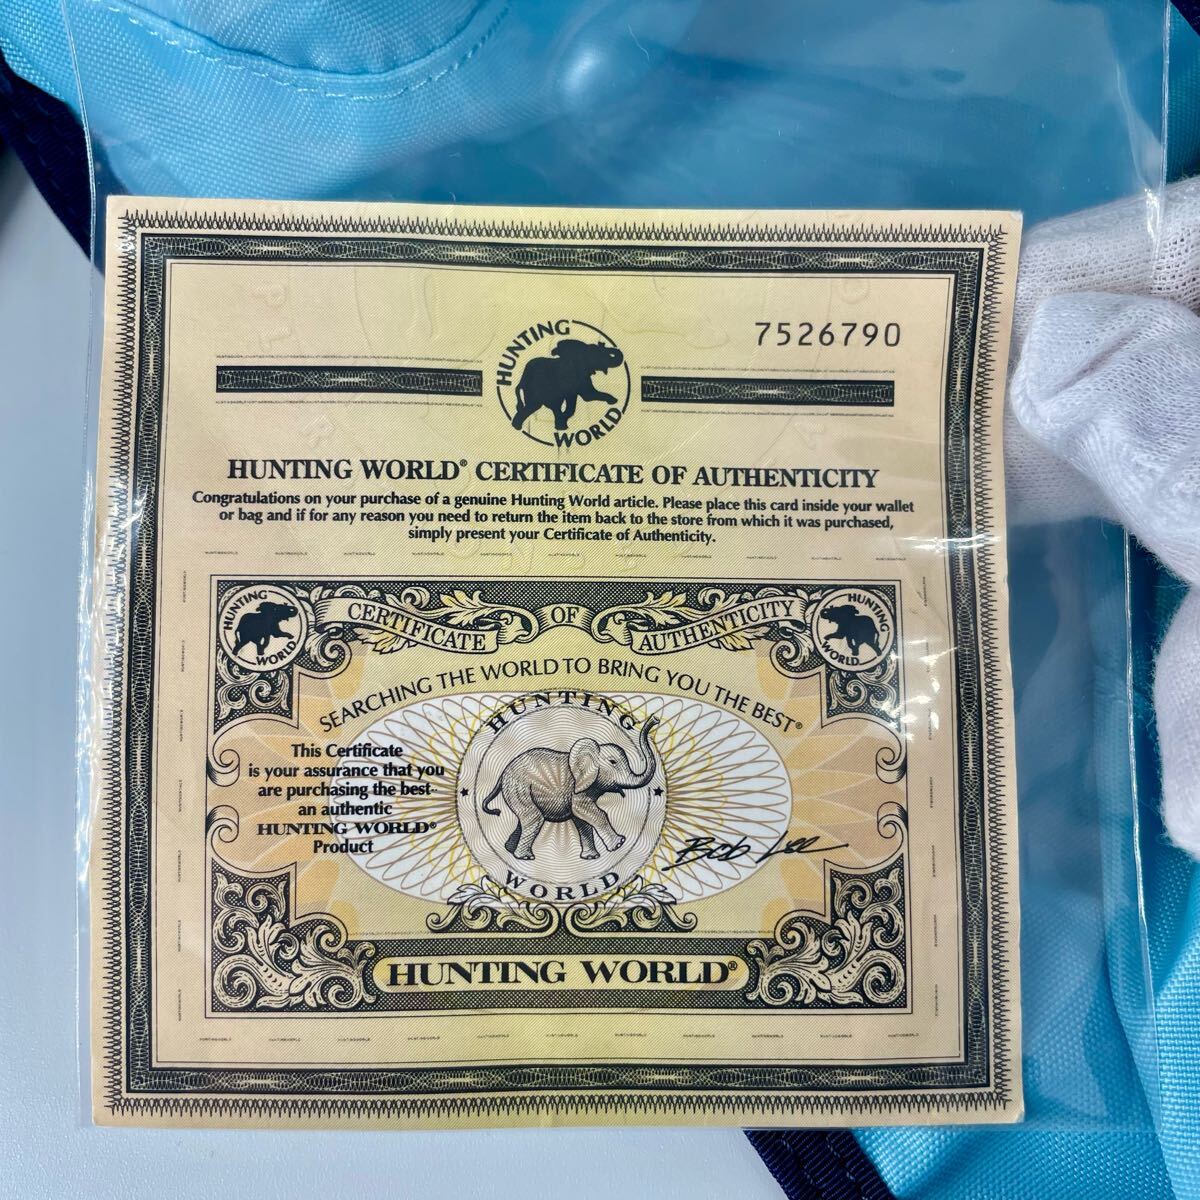 7526790
HUNTING
WORLD
HUNTING WORLD® CERTIFICATE OF AUTHENTICITY
Congratulations on your purchase of a genuine Hunting World article. Please place this card inside your wallet
or bag and if for any reason you need to return the item back to the store from which it was purchased,
simply present your Certificate of Authenticity.
HUNTING
WORLD
CERTIFICATE OF AUTHENTICITY
HUNTING
WORLD
SEARCHING THE WORLD TO BRING YOU THE BEST®
HUNTING
WORLD
This Certificate
is your assurance that you
are purchasing the best--
an authentic
HUNTING WORLD®
Product
Bob Lee
HUNTING WORLD®